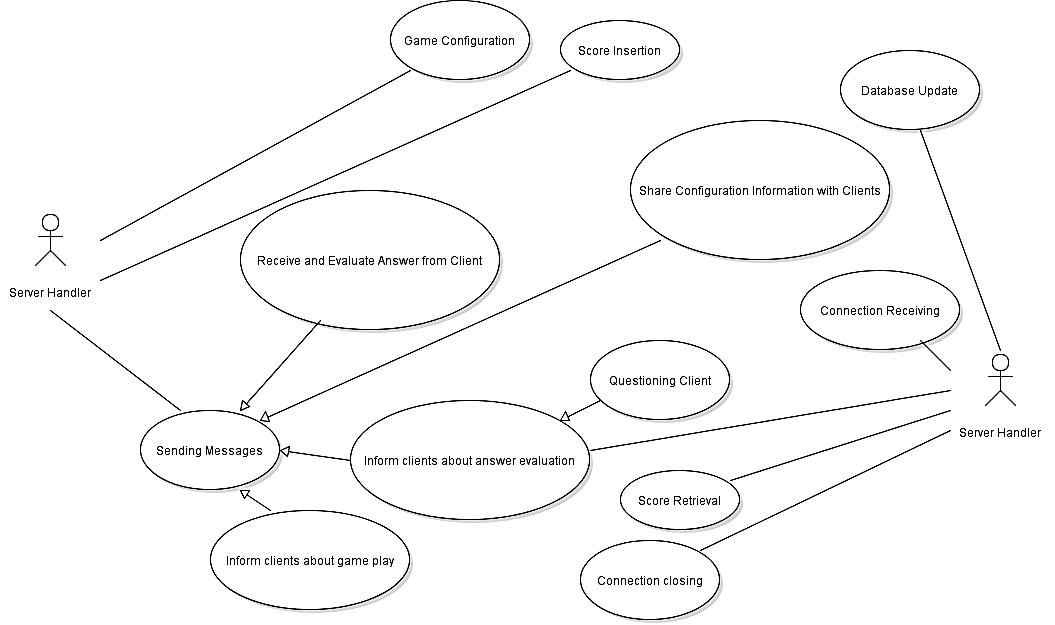 Game Configuration
Score Insertion
Database Update
Share Configuration Information with Clients
Receive and Evaluate Answer from Client
Server Handler
Connection Receiving
Questioning Client
Server Handler
Sending Messages
Inform clients about answer evaluation
Score Retrieval
Inform clients about game play
Connection closing